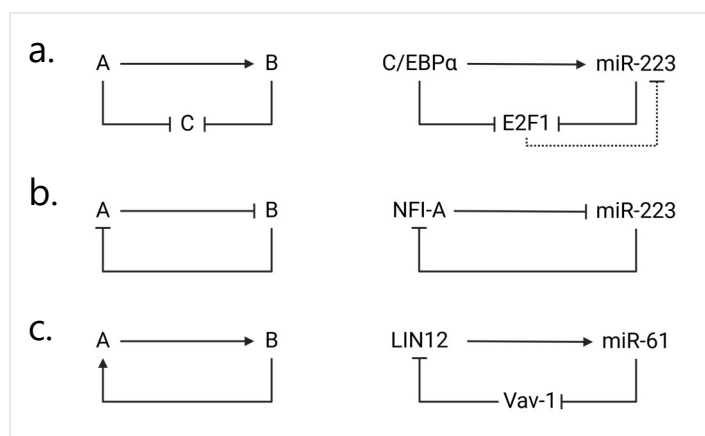 a.
A B C/EBPα miR-223
C E2F1
b.
A B NFI-A miR-223
c.
A B LIN12 miR-61
Vav-1